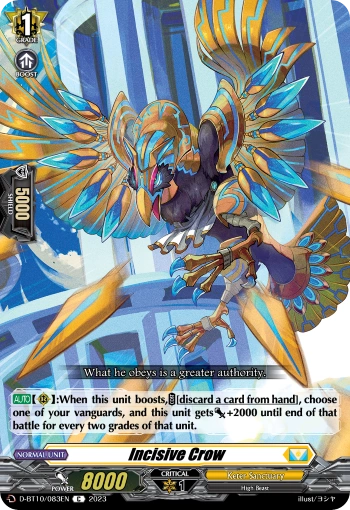 1
GRADE
BOOST
5000
SHIELD
What he obeys is a greater authority.
AUTO【RC】:When this unit boosts, [discard a card from hand], choose
one of your vanguards, and this unit gets +2000 until end of that
battle for every two grades of that unit.
NORMAL UNIT
Incisive Crow
POWER 8000
CRITICAL
1
Keter Sanctuary
High Beast
D-BT10/083EN C 2023
illust/ヨシヤ